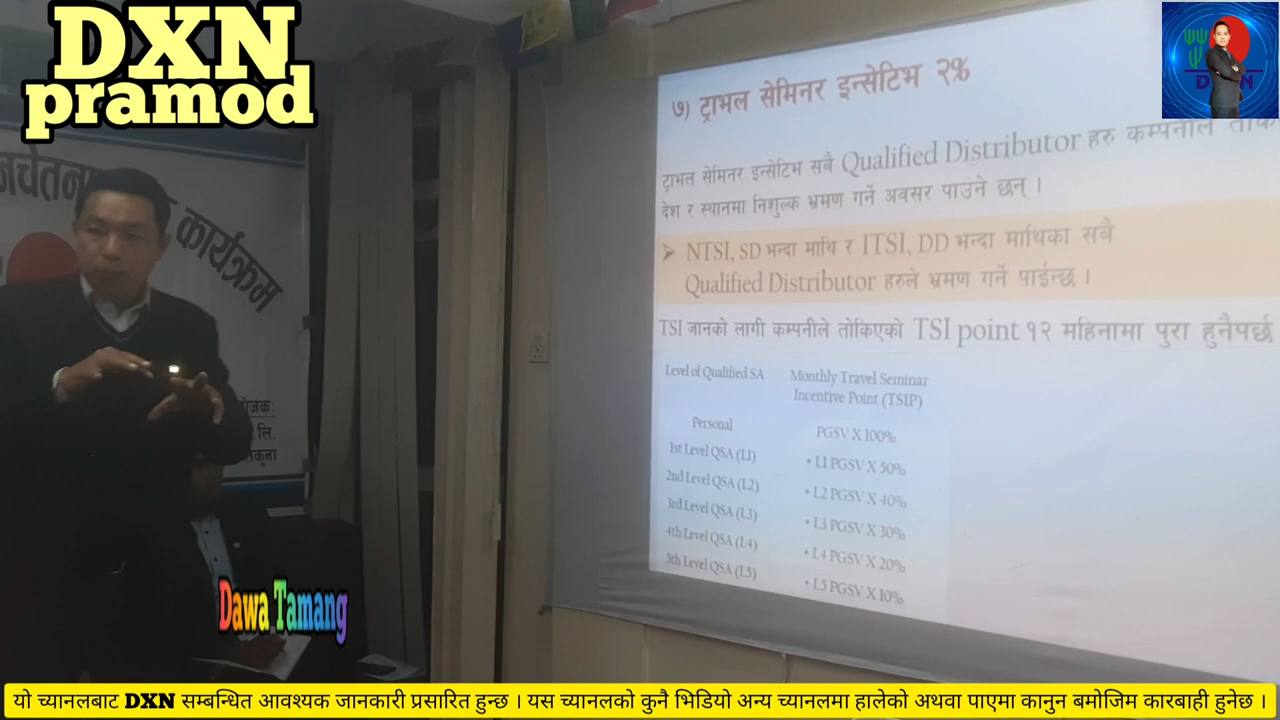 DXN
pramod
कार्यक्रम
७) ट्राभल सेमिनर इन्सेटिभ २%
ट्राभल सेमिनर इन्सेटिभ सबै Qualified Distributor हरु कम्पनीले
देश र स्थानमा निशुल्क भ्रमण गर्ने अवसर पाउने छन् ।
➤ NTSI, SD भन्दा माथि र ITSI, DD भन्दा माथिका सबै
Qualified Distributor हरुले भ्रमण गर्ने पाईन्छ ।
TSI जानको लागी कम्पनीले तोकिएको TSI point १२ महिनामा पुरा हुनैपर्छ
Level of Qualified SA Monthly Travel Seminar
Incentive Point (TSIP)
Personal PGSV X 100%
1st Level QSA (L1) • L1 PGSV X 50%
2nd Level QSA (L2) • L2 PGSV X 40%
3rd Level QSA (L3) • L3 PGSV X 30%
4th Level QSA (L4) • L4 PGSV X 20%
5th Level QSA (L5) • L5 PGSV X 10%
लि.
Dawa Tamang
यो च्यानलबाट DXN सम्बन्धित आवश्यक जानकारी प्रसारित हुन्छ । यस च्यानलको कुनै भिडियो अन्य च्यानलमा हालेको अथवा पाएमा कानुन बमोजिम कारबाही हुनेछ ।